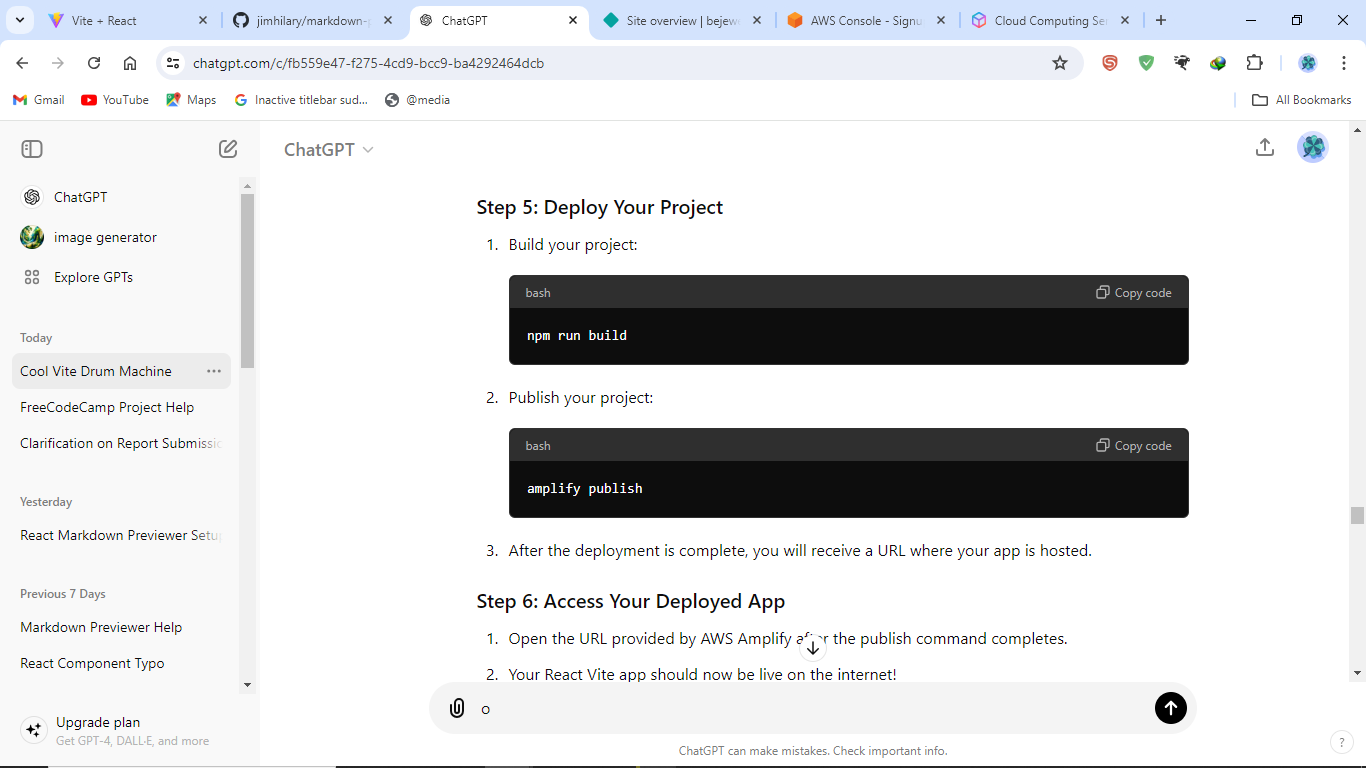 Vite + React
jimhilary/markdown-p
ChatGPT
Site overview | bejew
AWS Console - Signu
Cloud Computing Ser
chatgpt.com/c/fb559e47-f275-4cd9-bcc9-ba4292464dcb
Gmail
YouTube
Maps
Inactive titlebar sud...
@media
All Bookmarks
ChatGPT
image generator
Explore GPTs
Today
Cool Vite Drum Machine
FreeCodeCamp Project Help
Clarification on Report Submissio
Yesterday
React Markdown Previewer Setup
Previous 7 Days
Markdown Previewer Help
React Component Typo
Upgrade plan
Get GPT-4, DALL·E, and more
ChatGPT
Step 5: Deploy Your Project
1. Build your project:
bash
Copy code
npm run build
2. Publish your project:
bash
Copy code
amplify publish
3. After the deployment is complete, you will receive a URL where your app is hosted.
Step 6: Access Your Deployed App
1. Open the URL provided by AWS Amplify after the publish command completes.
2. Your React Vite app should now be live on the internet!
o
ChatGPT can make mistakes. Check important info.
?